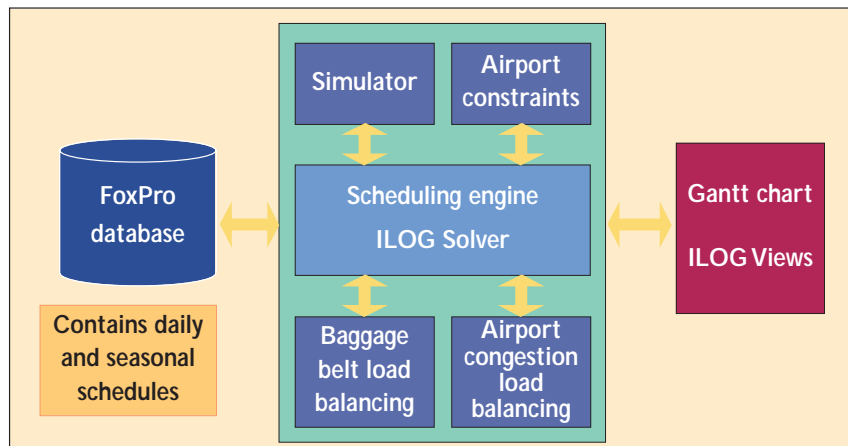 Simulator
Airport
constraints
FoxPro
database
Scheduling engine
ILOG Solver
Gantt chart
ILOG Views
Contains daily
and seasonal
schedules
Baggage
belt load
balancing
Airport
congestion
load
balancing